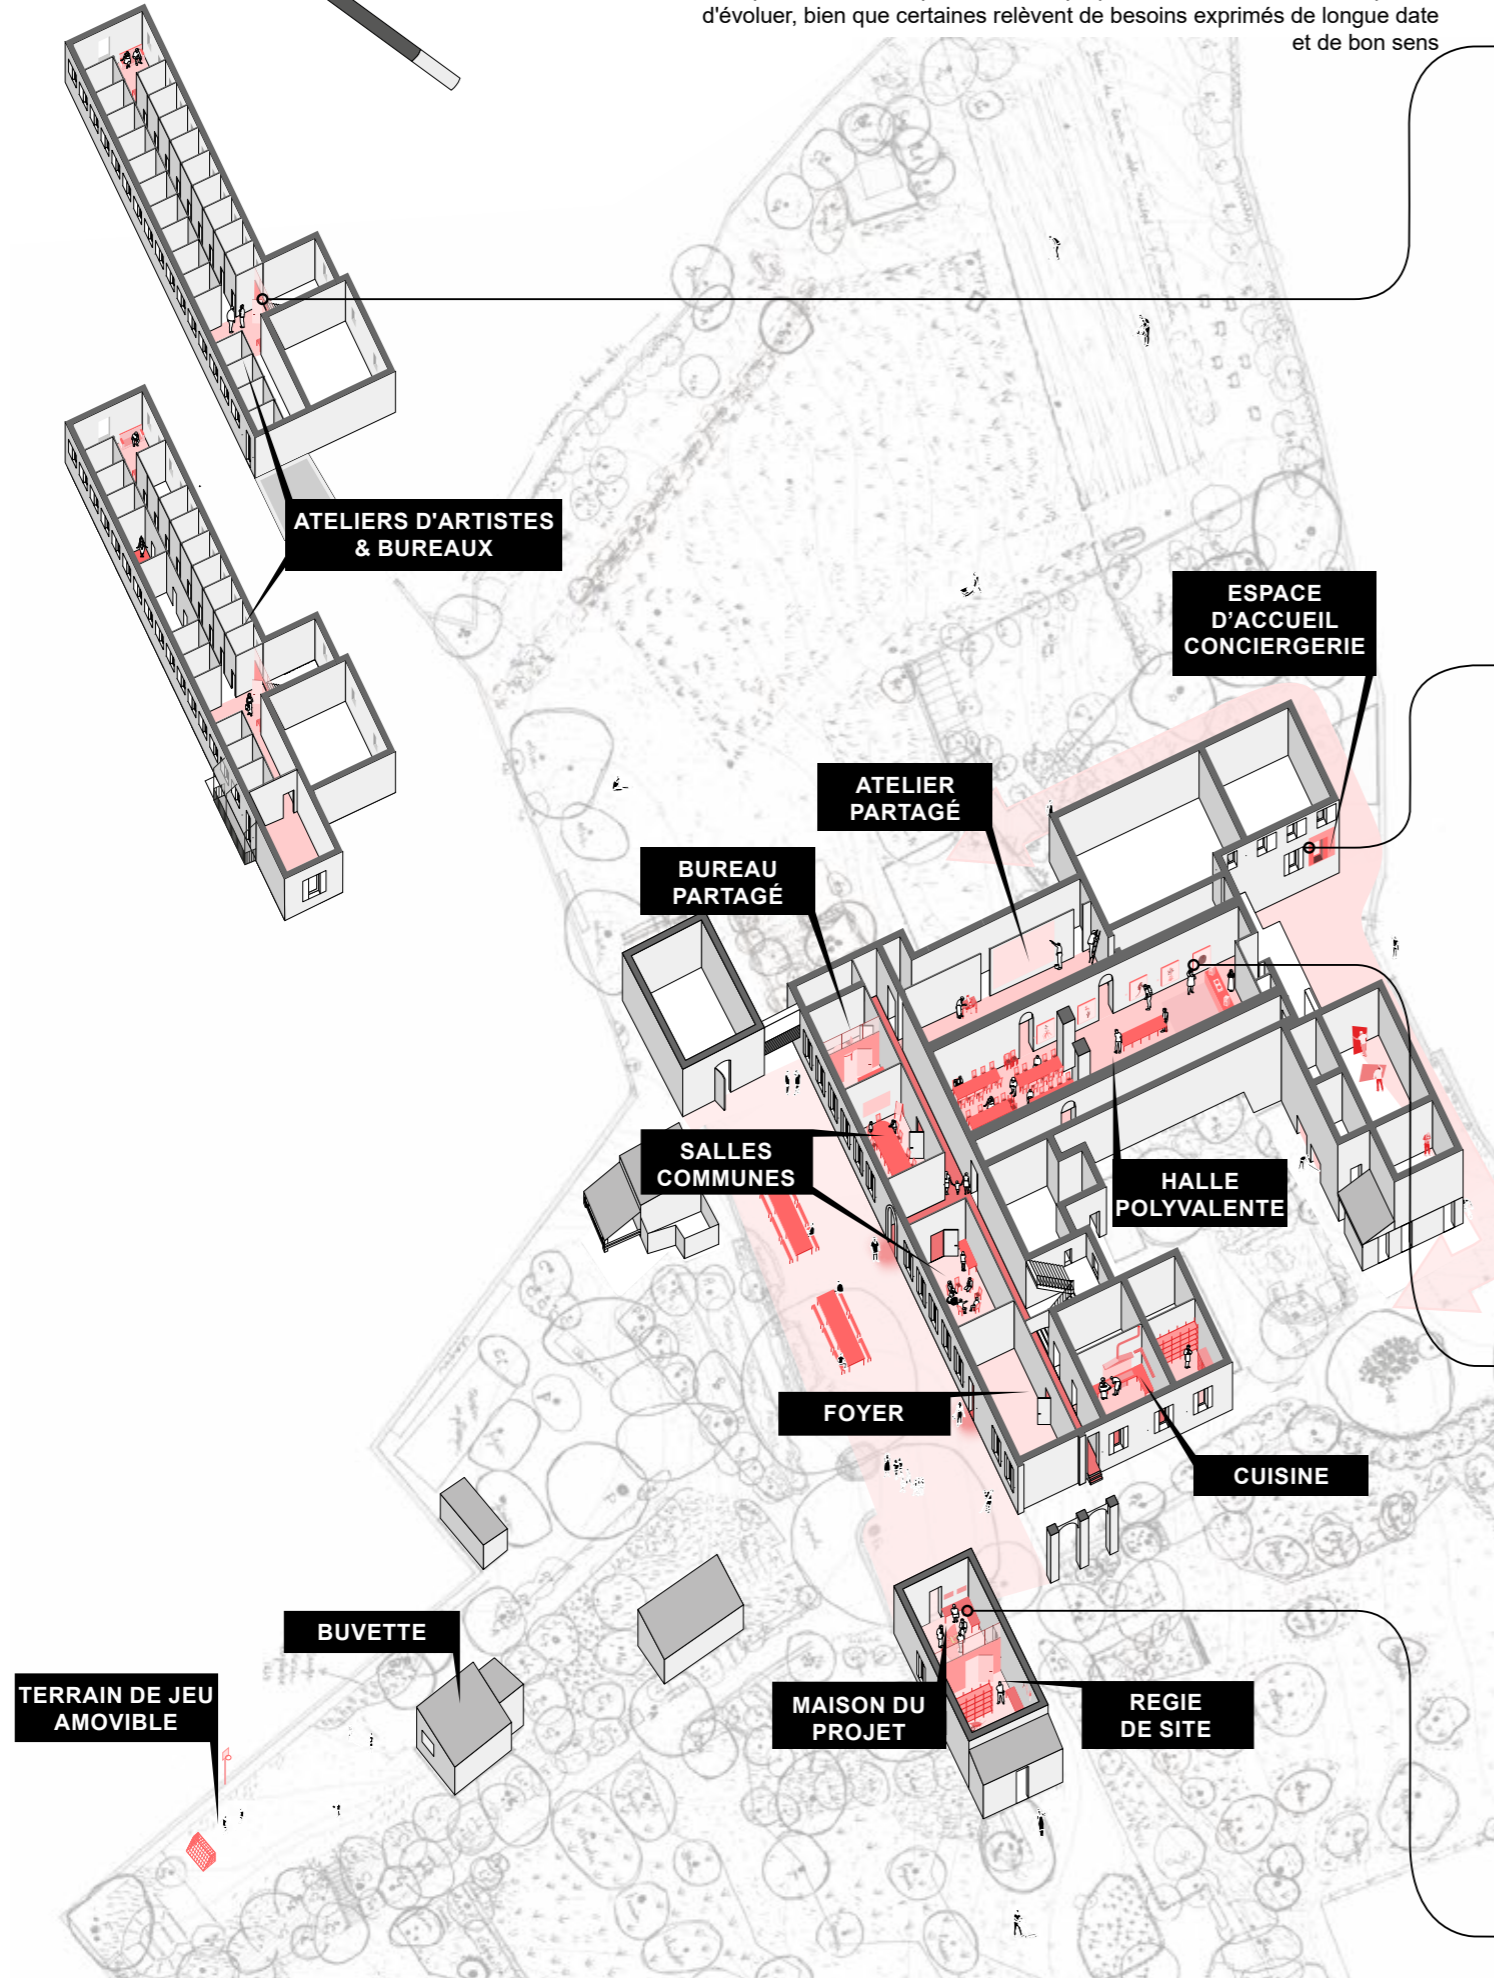 d'évoluer, bien que certaines relèvent de besoins exprimés de longue date
et de bon sens
ATELIERS D'ARTISTES
& BUREAUX
ESPACE
D'ACCUEIL
CONCIERGERIE
ATELIER
PARTAGÉ
BUREAU
PARTAGÉ
SALLES
COMMUNES
HALLE
POLYVALENTE
FOYER
CUISINE
BUVETTE
TERRAIN DE JEU
AMOVIBLE
MAISON DU
PROJET
REGIE
DE SITE